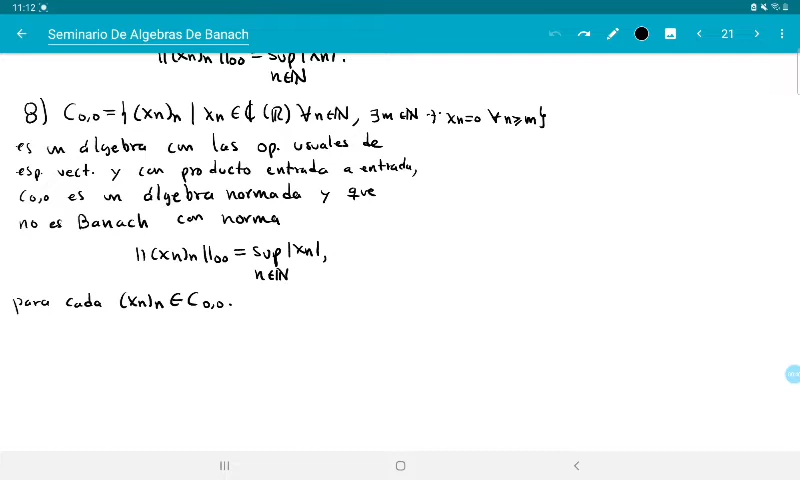 11:12
Seminario De Algebras De Banach
21
||(xn)n||∞ = sup |xn|.
n∈ℕ
8) C0,0 = { (xn)n | xn ∈ ℂ (ℝ) ∀n∈ℕ, ∃m∈ℕ ∋· xn=0 ∀n≥m}
es un álgebra con las op. usuales de
esp. vect. y con producto entrada a entrada,
C0,0 es un álgebra normada y que
no es Banach con norma
||(xn)n||∞ = sup |xn|,
n∈ℕ
para cada (xn)n ∈ C0,0.